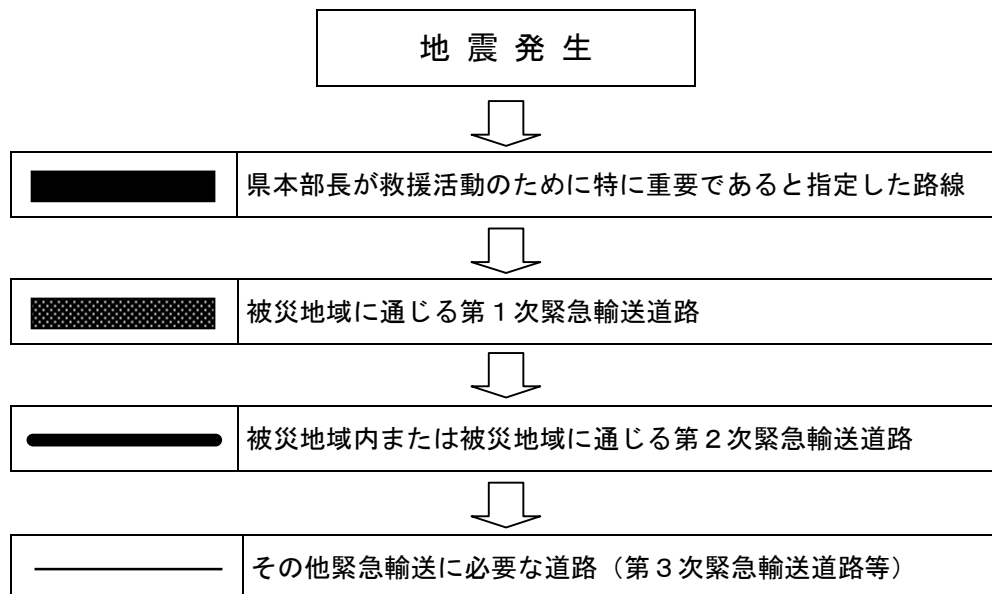 地震発生
県本部長が救援活動のために特に重要であると指定した路線
被災地域に通じる第１次緊急輸送道路
被災地域内または被災地域に通じる第２次緊急輸送道路
その他緊急輸送に必要な道路（第３次緊急輸送道路等）